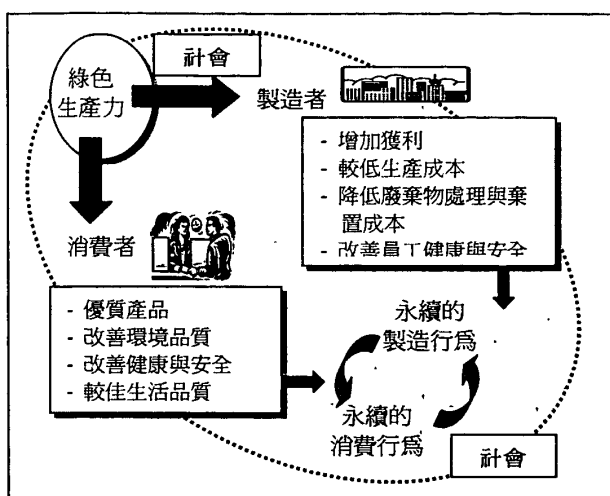 社會
綠色
生產力
製造者
- 增加獲利
- 較低生產成本
- 降低廢棄物處理與棄
置成本
- 改善員工健康與安全
消費者
- 優質產品
- 改善環境品質
- 改善健康與安全
- 較佳生活品質
永續的
製造行為
永續的
消費行為
社會